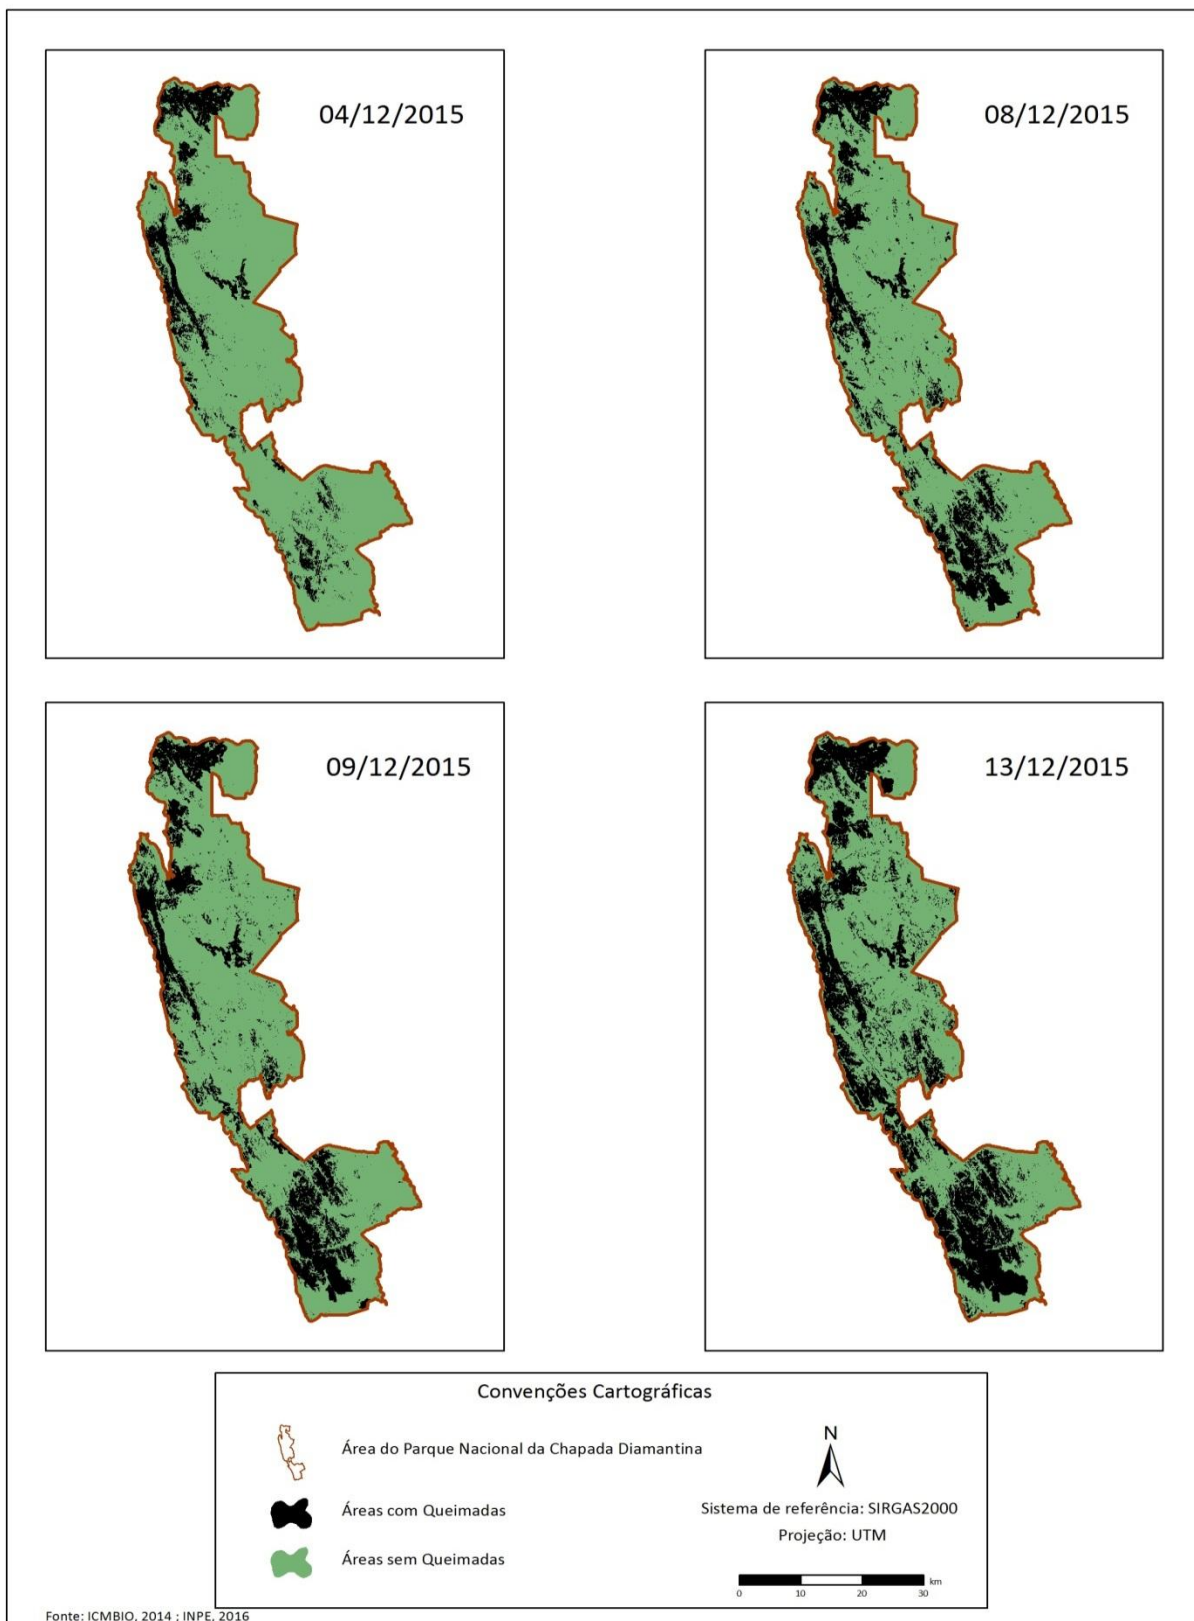 04/12/2015
08/12/2015
09/12/2015
13/12/2015
Convenções Cartográficas
Área do Parque Nacional da Chapada Diamantina
Áreas com Queimadas
Áreas sem Queimadas
N
Sistema de referência: SIRGAS2000
Projeção: UTM
km
0 10 20 30
Fonte: ICMBIO, 2014 ; INPE, 2016